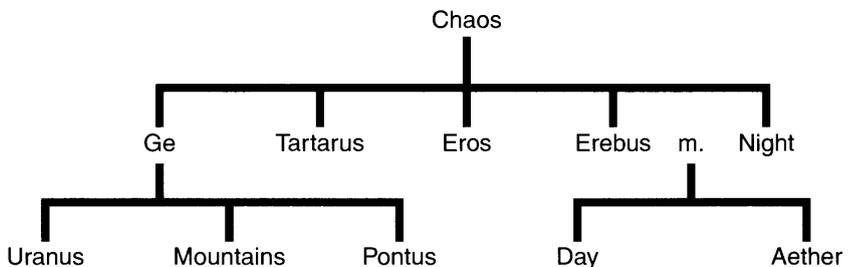 Chaos
Ge Tartarus Eros Erebus m. Night
Uranus Mountains Pontus Day Aether